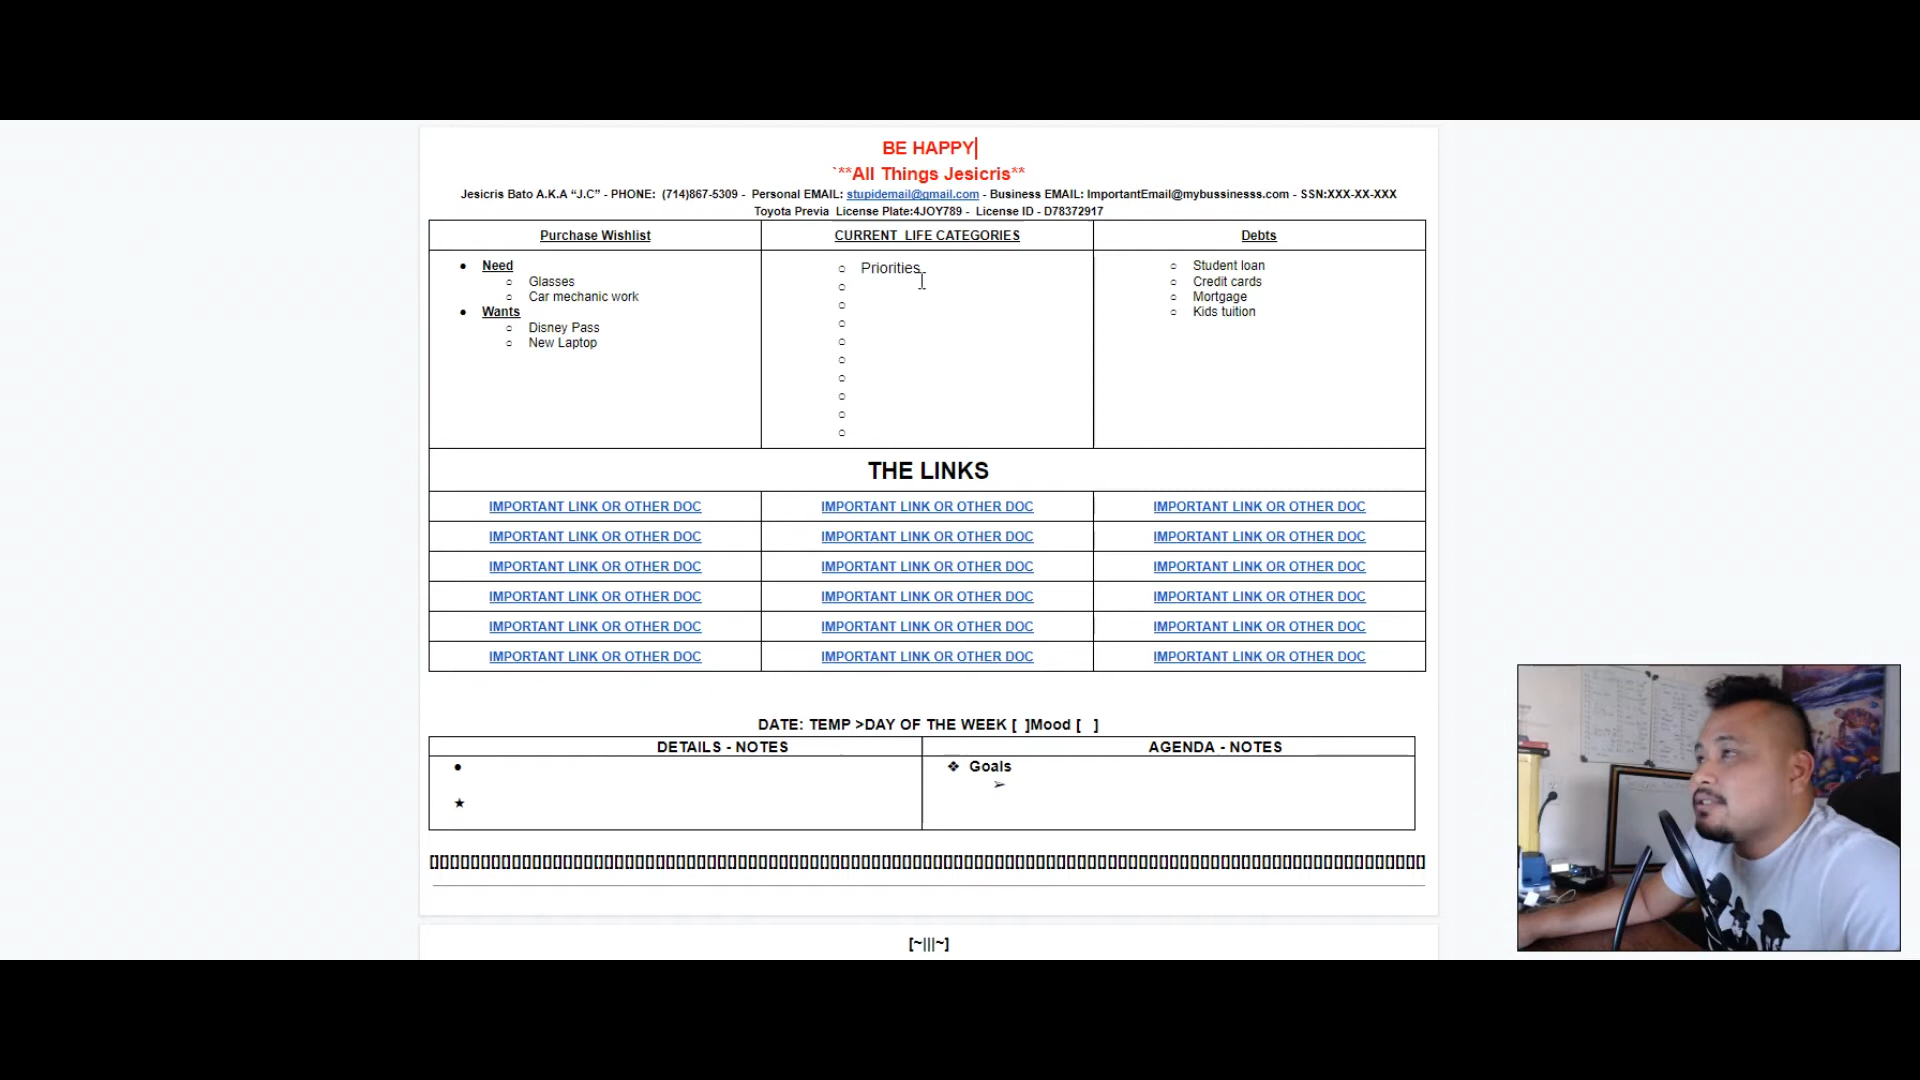 BE HAPPY
`**All Things Jesicris**
Jesicris Bato A.K.A “J.C” - PHONE: (714)867-5309 - Personal EMAIL: stupidemail@gmail.com - Business EMAIL: ImportantEmail@mybussinesss.com - SSN:XXX-XX-XXX
Toyota Previa License Plate:4JOY789 - License ID - D78372917
Purchase Wishlist
● Need
○ Glasses
○ Car mechanic work
● Wants
○ Disney Pass
○ New Laptop
CURRENT LIFE CATEGORIES
○ Priorities
○
○
○
○
○
○
○
○
○
Debts
○ Student loan
○ Credit cards
○ Mortgage
○ Kids tuition
THE LINKS
IMPORTANT LINK OR OTHER DOC IMPORTANT LINK OR OTHER DOC IMPORTANT LINK OR OTHER DOC
IMPORTANT LINK OR OTHER DOC IMPORTANT LINK OR OTHER DOC IMPORTANT LINK OR OTHER DOC
IMPORTANT LINK OR OTHER DOC IMPORTANT LINK OR OTHER DOC IMPORTANT LINK OR OTHER DOC
IMPORTANT LINK OR OTHER DOC IMPORTANT LINK OR OTHER DOC IMPORTANT LINK OR OTHER DOC
IMPORTANT LINK OR OTHER DOC IMPORTANT LINK OR OTHER DOC IMPORTANT LINK OR OTHER DOC
IMPORTANT LINK OR OTHER DOC IMPORTANT LINK OR OTHER DOC IMPORTANT LINK OR OTHER DOC
DATE: TEMP >DAY OF THE WEEK [ ]Mood [ ]
DETAILS - NOTES
●
★
AGENDA - NOTES
❖ Goals
➢
[~|||~]